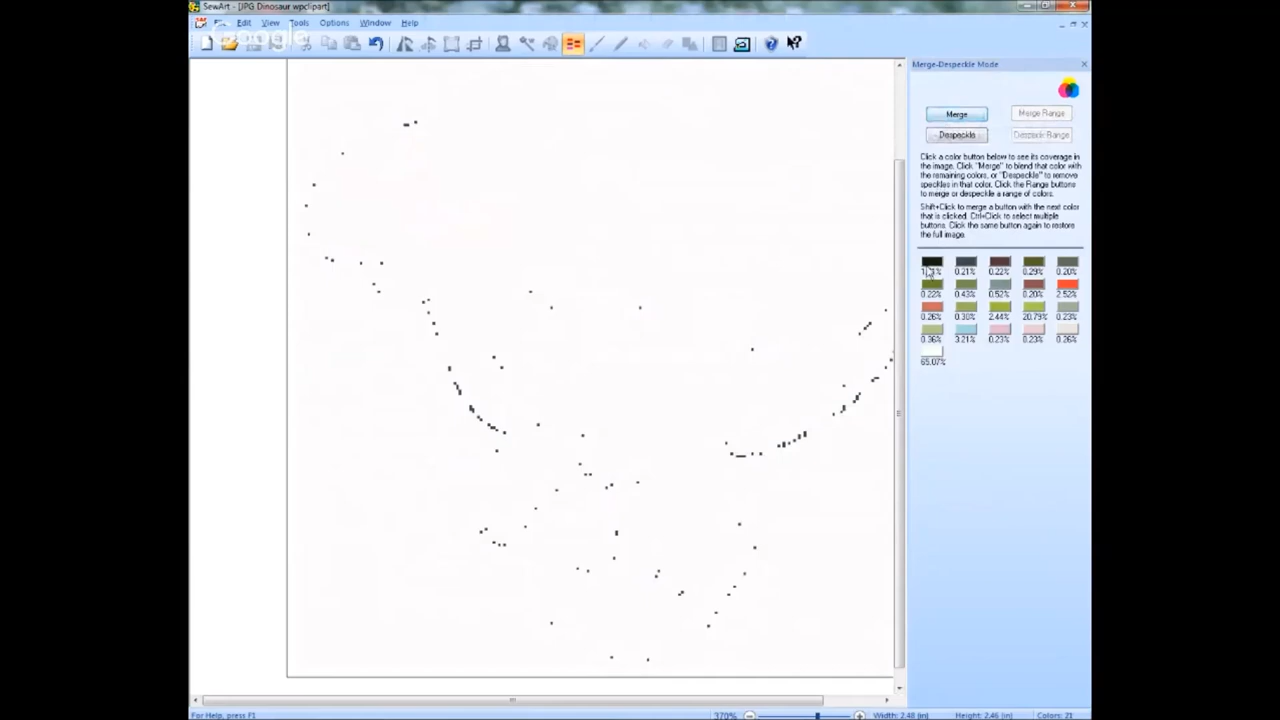 SewArt - [JPG Dinosaur wpclipart]
Edit View Tools Options Window Help
Google
Merge-Despeckle Mode
Merge
Merge Range
Despeckle
Despeckle Range
Click a color button below to see its coverage in
the image. Click "Merge" to blend that color with
the remaining colors, or "Despeckle" to remove
speckles in that color. Click the Range buttons
to merge or despeckle a range of colors.
Shift+Click to merge a button with the next color
that is clicked. Ctrl+Click to select multiple
buttons. Click the same button again to restore
the full image.
0.21% 0.22% 0.29% 0.20%
0.22% 0.43% 0.52% 0.20% 2.52%
0.26% 0.30% 2.44% 20.79% 0.23%
0.36% 3.21% 0.23% 0.23% 0.26%
65.07%
For Help, press F1
370%
Width: 2.48 (in) Height: 2.46 (in) Colors: 21